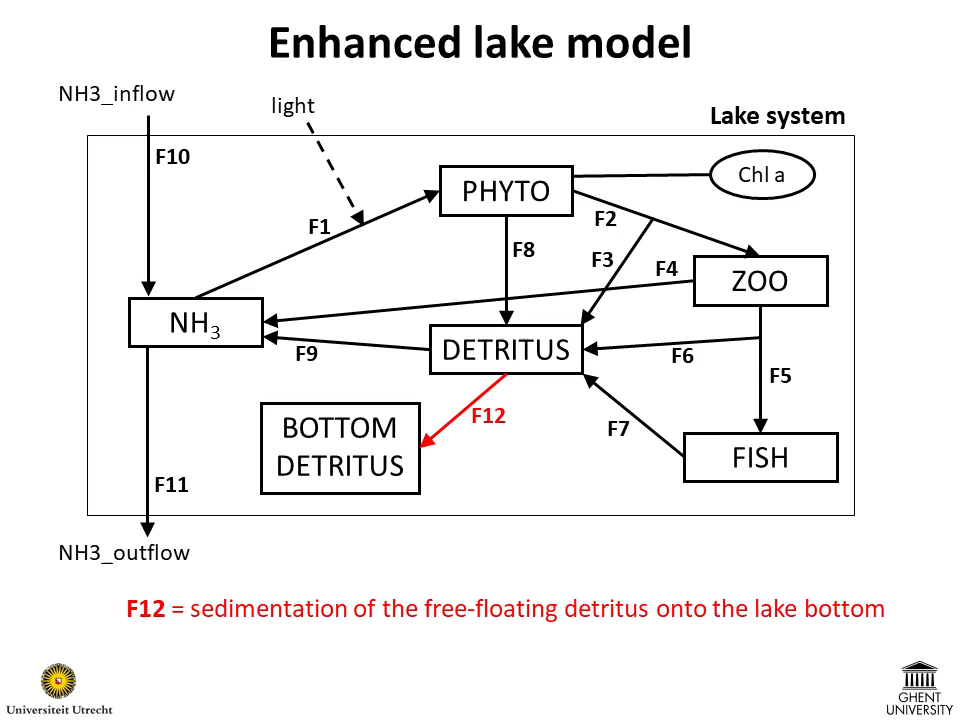 Enhanced lake model
NH3_inflow
light
Lake system
F10
PHYTO
Chl a
F1
F2
F8
F3
F4
ZOO
NH3
DETRITUS
F9
F6
F5
BOTTOM
DETRITUS
F12
F7
FISH
F11
NH3_outflow
F12 = sedimentation of the free-floating detritus onto the lake bottom
Universiteit Utrecht
GHENT
UNIVERSITY